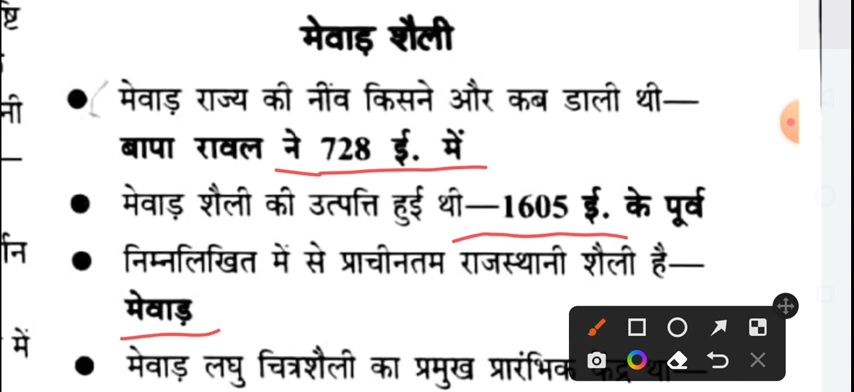 मेवाड़ शैली
● मेवाड़ राज्य की नींव किसने और कब डाली थी—
बापा रावल ने 728 ई. में
● मेवाड़ शैली की उत्पत्ति हुई थी—1605 ई. के पूर्व
● निम्नलिखित में से प्राचीनतम राजस्थानी शैली है—
मेवाड़
● मेवाड़ लघु चित्रशैली का प्रमुख प्रारंभिक केंद्र था—
नी
में